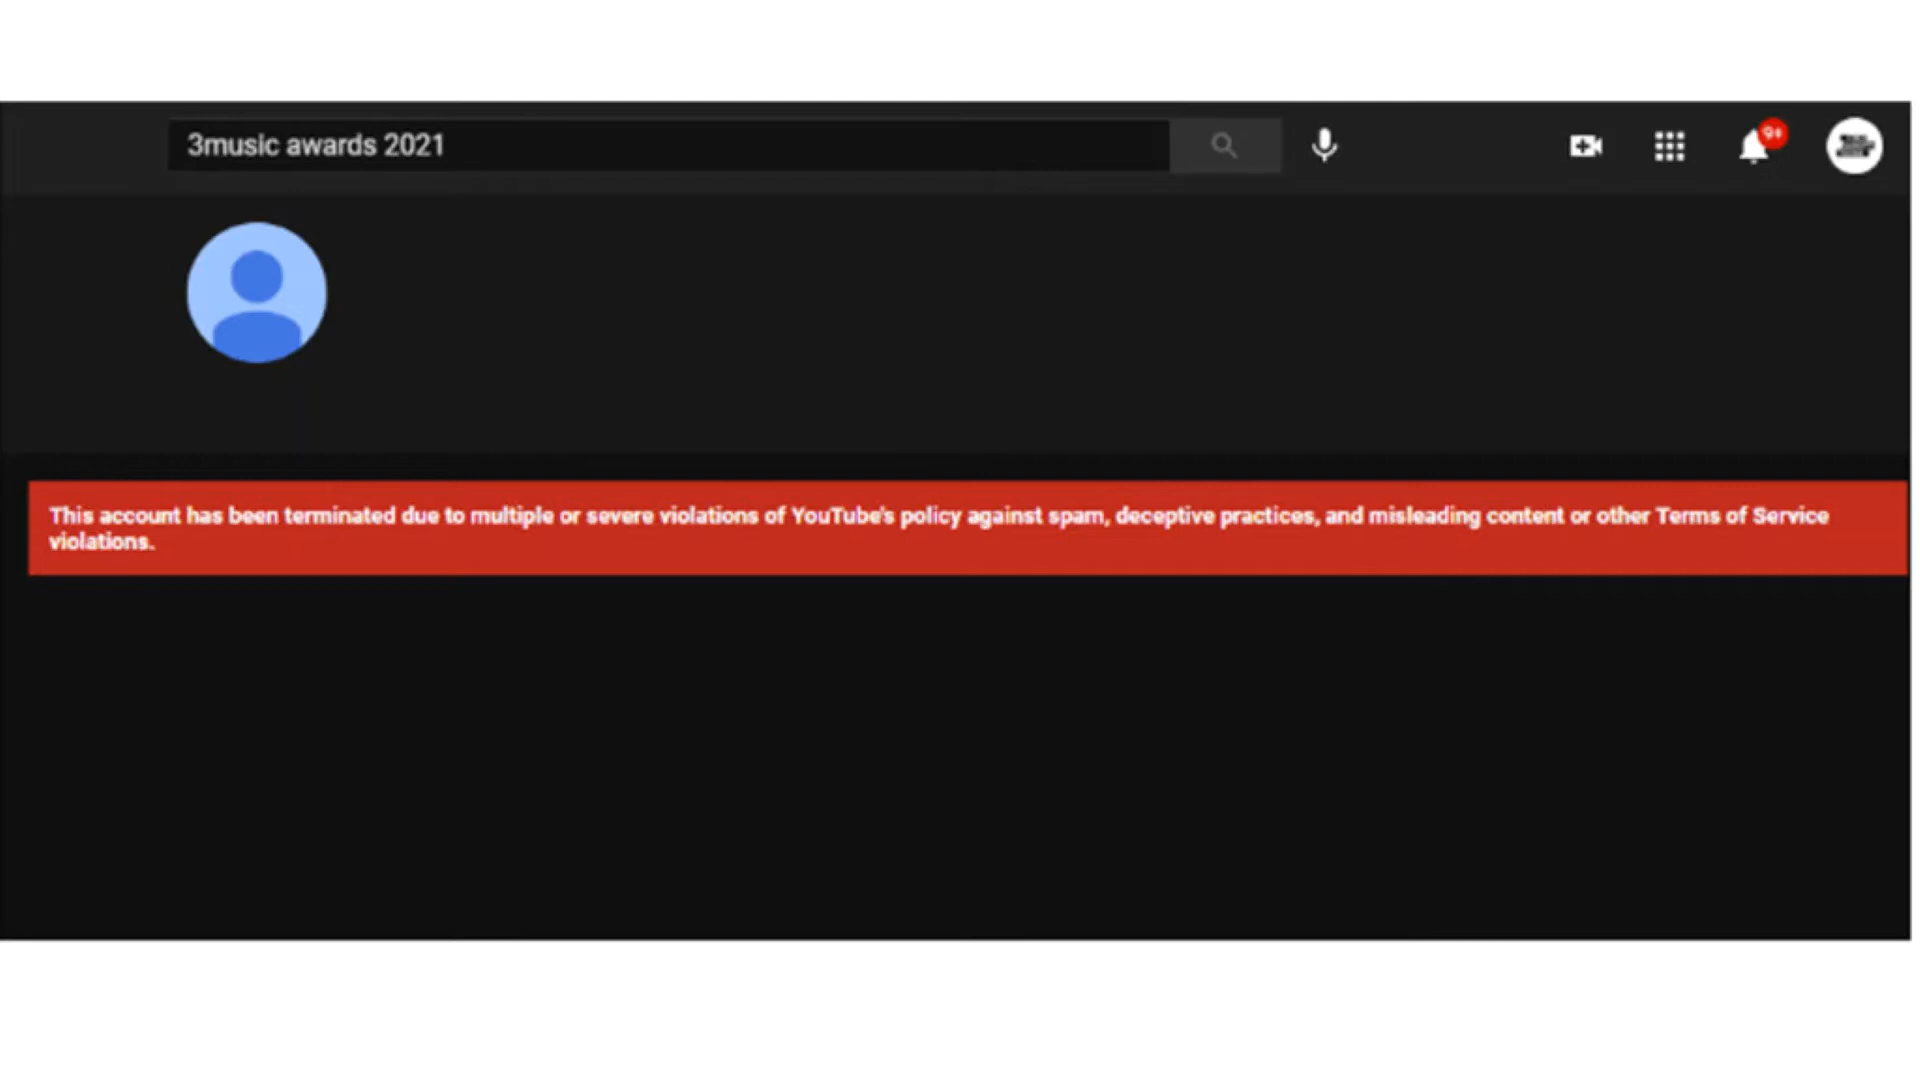 3music awards 2021
9+
This account has been terminated due to multiple or severe violations of YouTube's policy against spam, deceptive practices, and misleading content or other Terms of Service
violations.